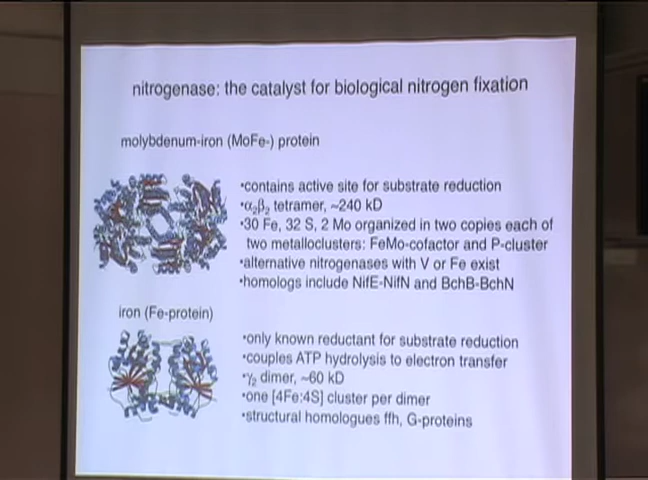 nitrogenase: the catalyst for biological nitrogen fixation
molybdenum-iron (MoFe-) protein
•contains active site for substrate reduction
•α₂β₂ tetramer, ~240 kD
•30 Fe, 32 S, 2 Mo organized in two copies each of
two metalloclusters: FeMo-cofactor and P-cluster
•alternative nitrogenases with V or Fe exist
•homologs include NifE-NifN and BchB-BchN
iron (Fe-protein)
•only known reductant for substrate reduction
•couples ATP hydrolysis to electron transfer
•γ₂ dimer, ~60 kD
•one [4Fe:4S] cluster per dimer
•structural homologues ffh, G-proteins